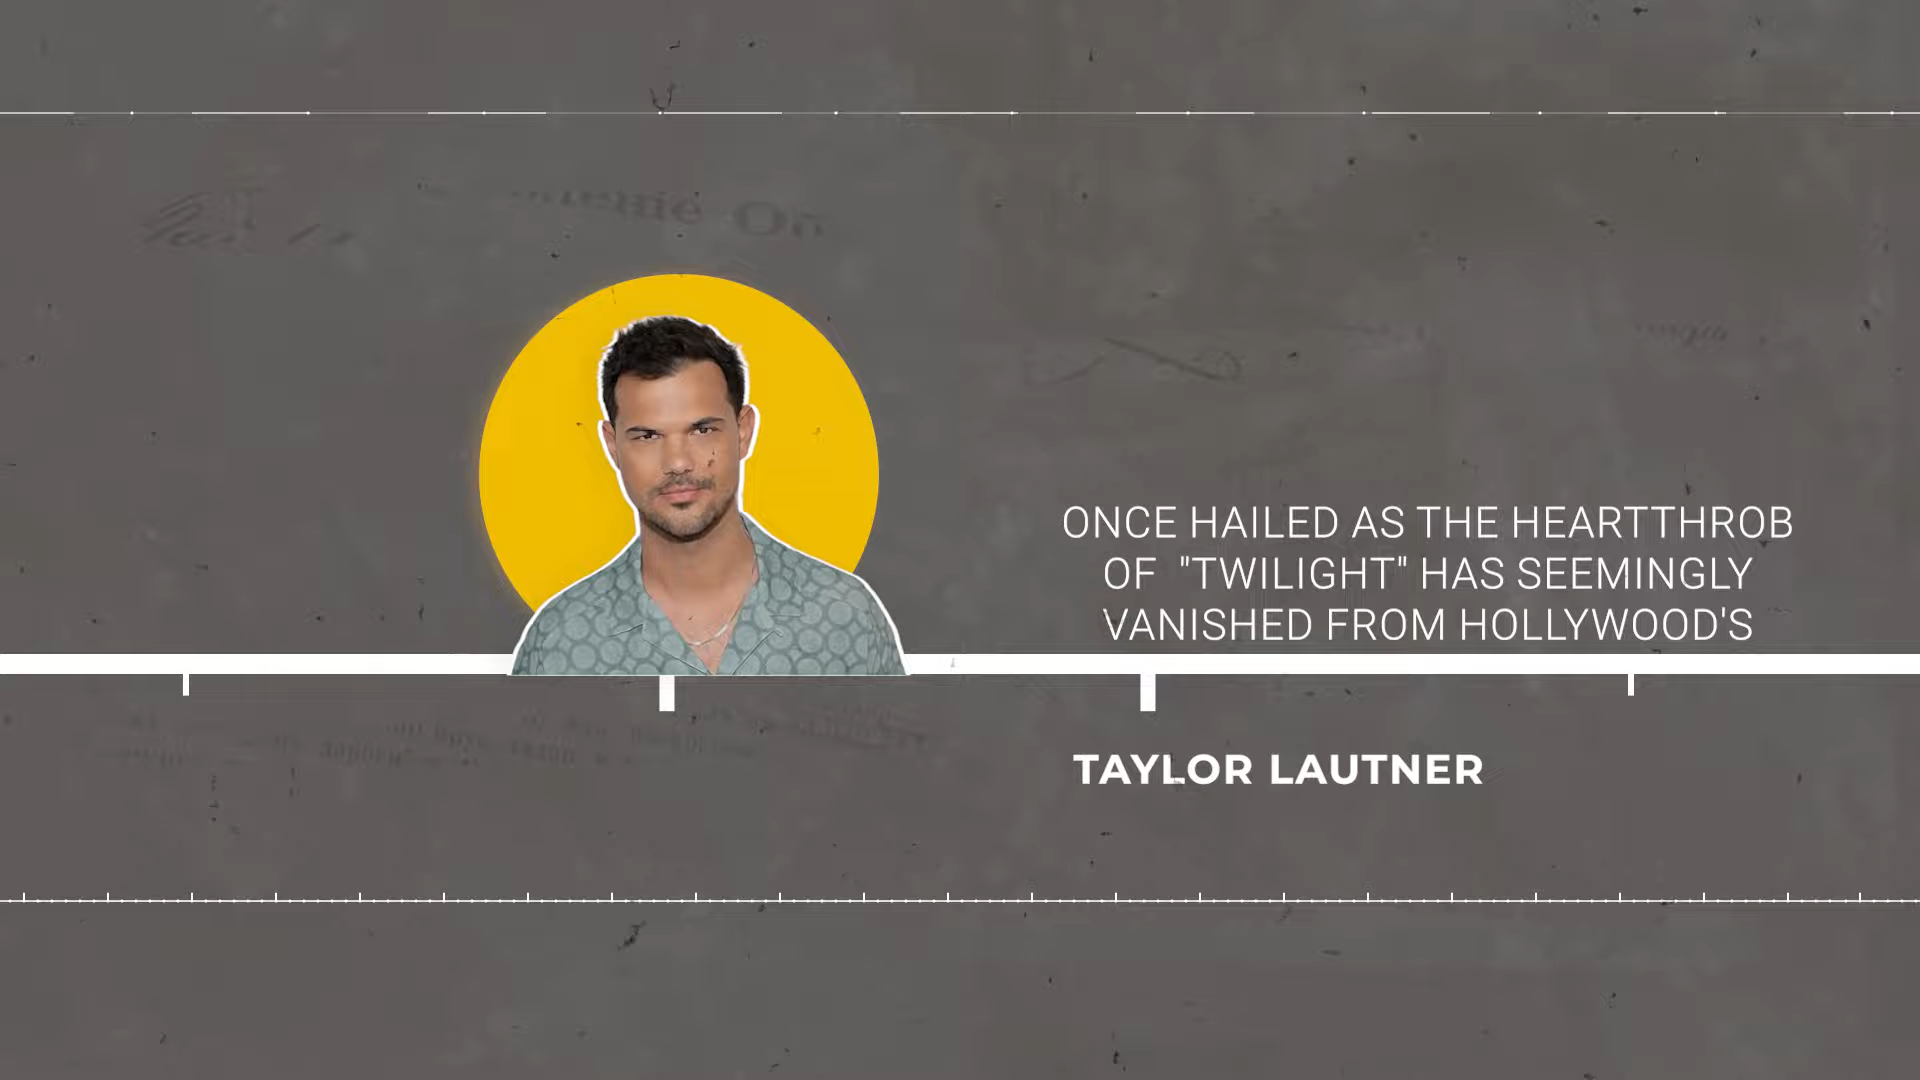 ONCE HAILED AS THE HEARTTHROB
OF "TWILIGHT" HAS SEEMINGLY
VANISHED FROM HOLLYWOOD'S
TAYLOR LAUTNER